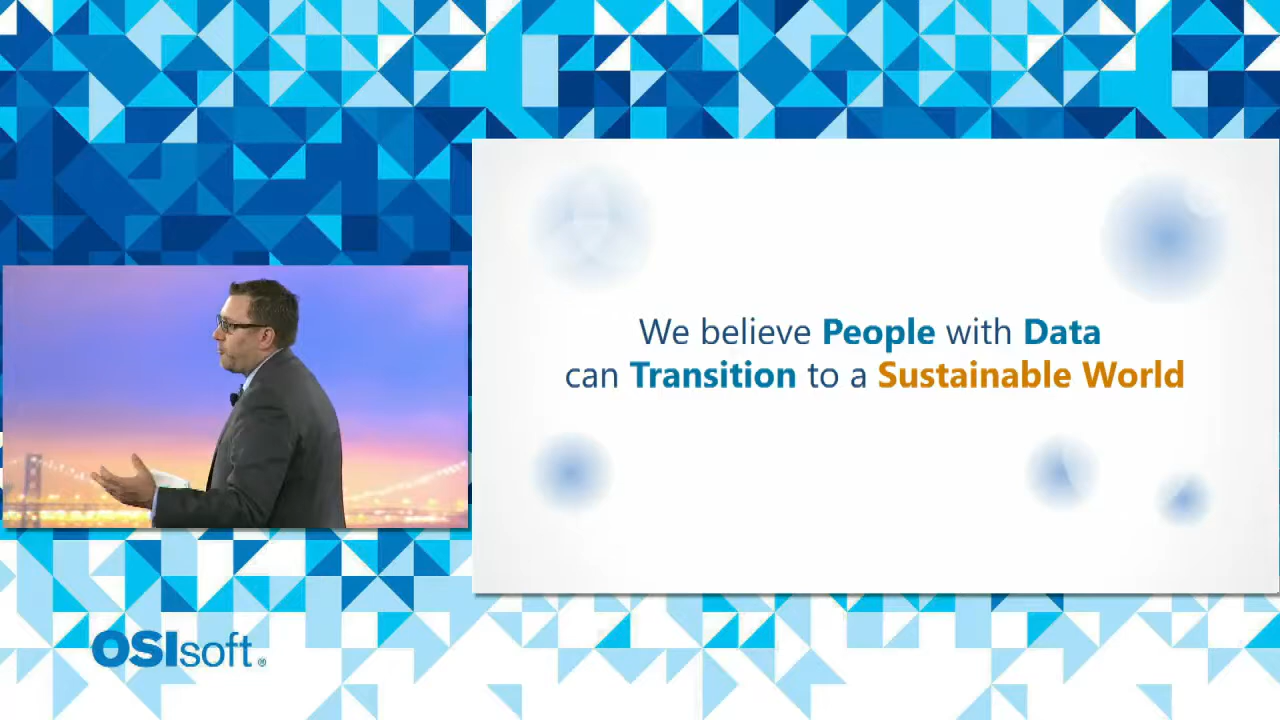 We believe People with Data
can Transition to a Sustainable World
OSIsoft®